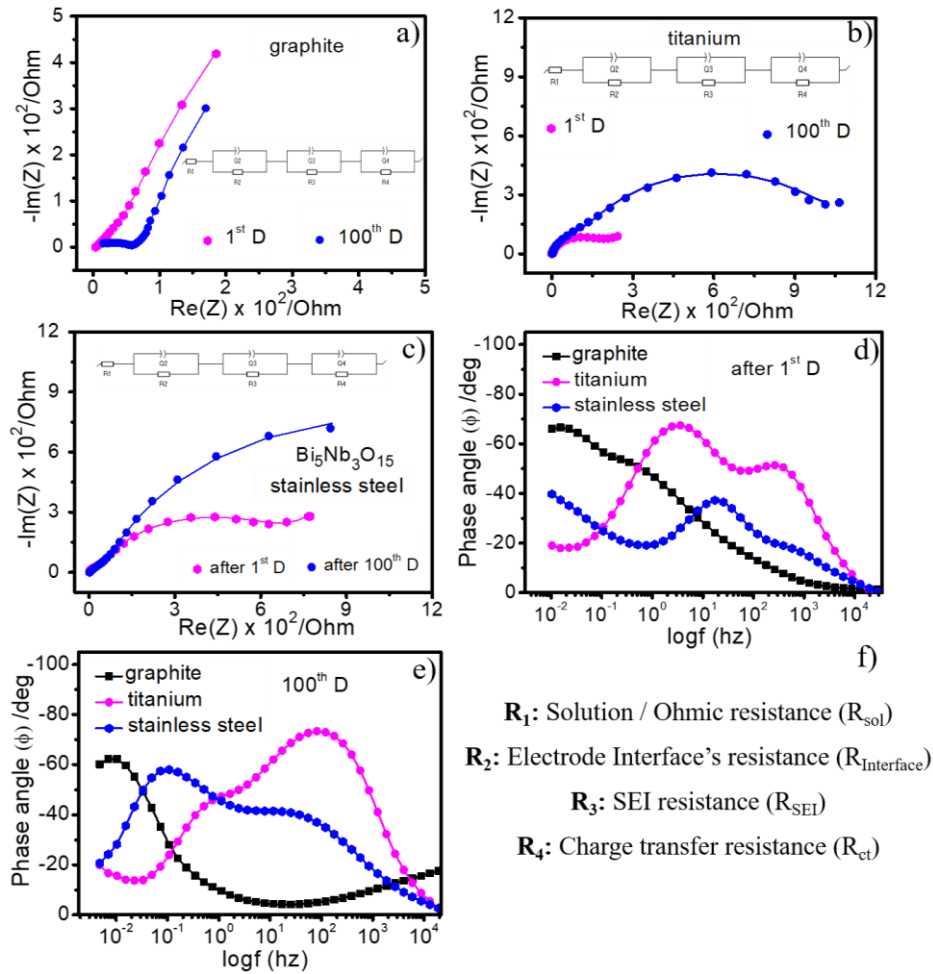 a)
graphite
-Im(Z) x 10²/Ohm
5
4
3
2
1
0
R1
Q2
R2
Q3
R3
Q4
R4
1st D
100th D
0 1 2 3 4 5
Re(Z) x 10²/Ohm
b)
titanium
-Im(Z) x10²/Ohm
12
9
6
3
0
R1
Q2
R2
Q3
R3
Q4
R4
1st D
100th D
0 3 6 9 12
Re(Z) x 10²/Ohm
c)
-Im(Z) x 10²/Ohm
12
9
6
3
0
R1
Q2
R2
Q3
R3
Q4
R4
Bi₅Nb₃O₁₅
stainless steel
after 1st D
after 100th D
0 3 6 9 12
Re(Z) x 10²/Ohm
d)
Phase angle (ϕ) /deg
-100
-80
-60
-40
-20
0
graphite
titanium
stainless steel
after 1st D
10⁻² 10⁻¹ 10⁰ 10¹ 10² 10³ 10⁴
logf (hz)
e)
Phase angle (ϕ) /deg
-100
-80
-60
-40
-20
0
graphite
titanium
stainless steel
100th D
10⁻² 10⁻¹ 10⁰ 10¹ 10² 10³ 10⁴
logf (hz)
f)
R₁: Solution / Ohmic resistance (Rsol)
R₂: Electrode Interface's resistance (RInterface)
R₃: SEI resistance (RSEI)
R₄: Charge transfer resistance (Rct)